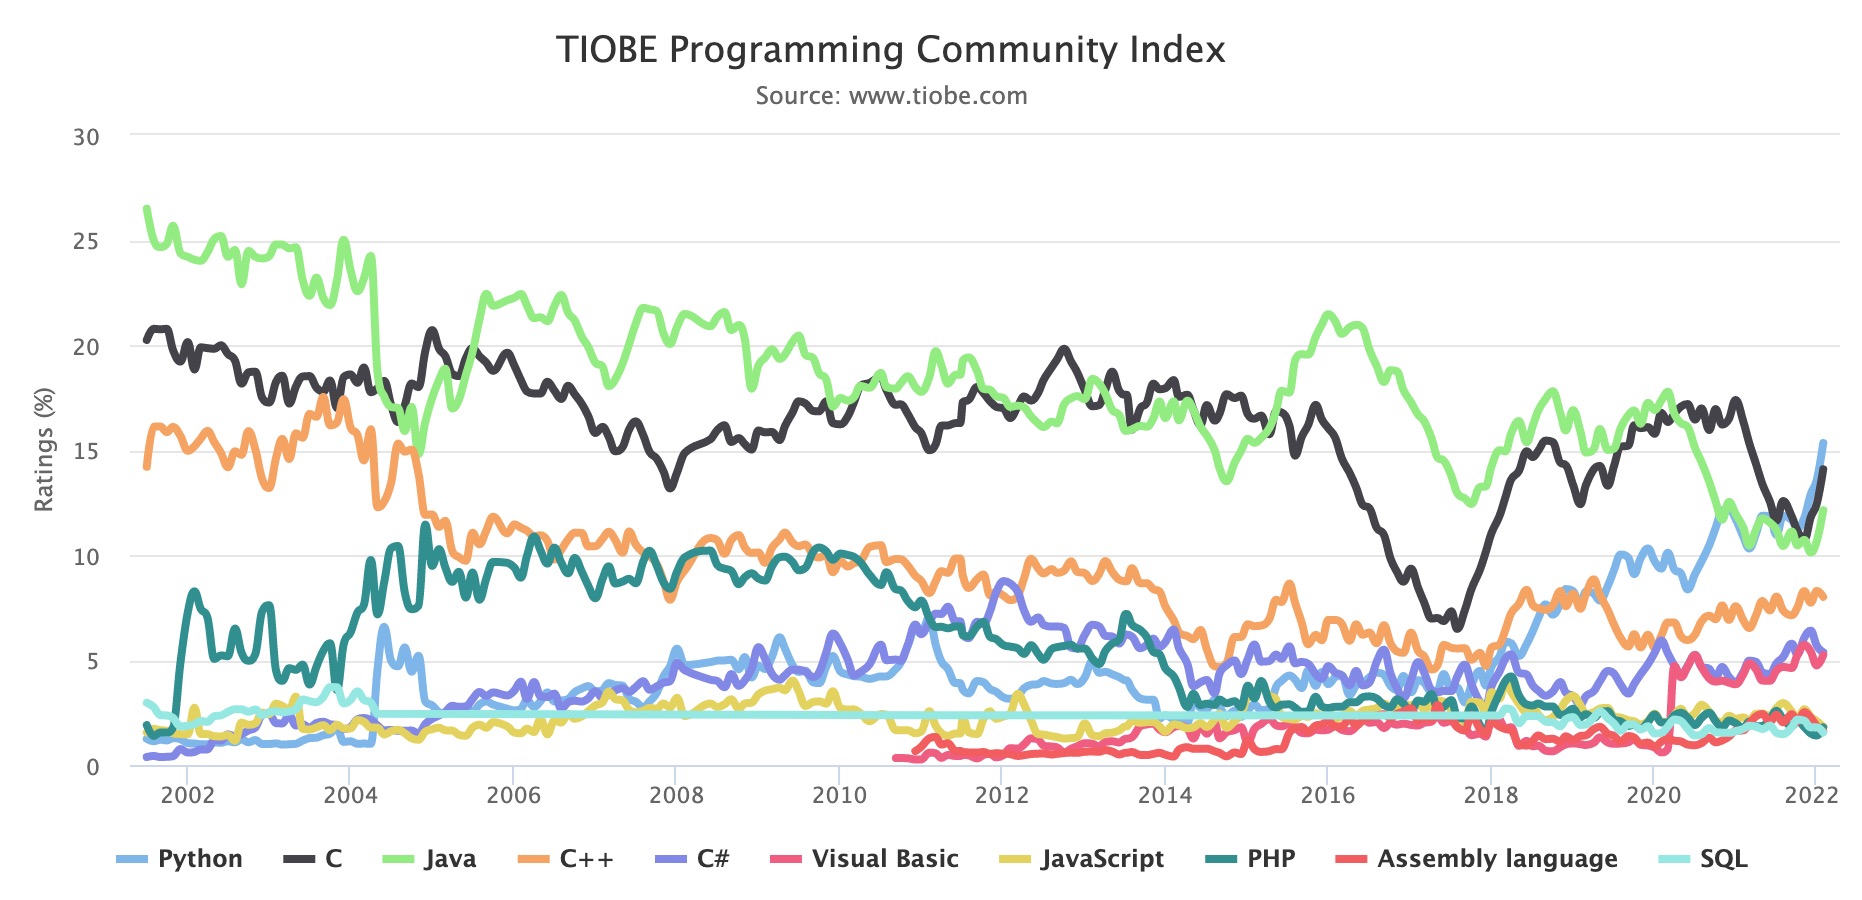 TIOBE Programming Community Index
Source: www.tiobe.com
Ratings (%)
30
25
20
15
10
5
0
2002 2004 2006 2008 2010 2012 2014 2016 2018 2020 2022
Python C Java C++ C# Visual Basic JavaScript PHP Assembly language SQL